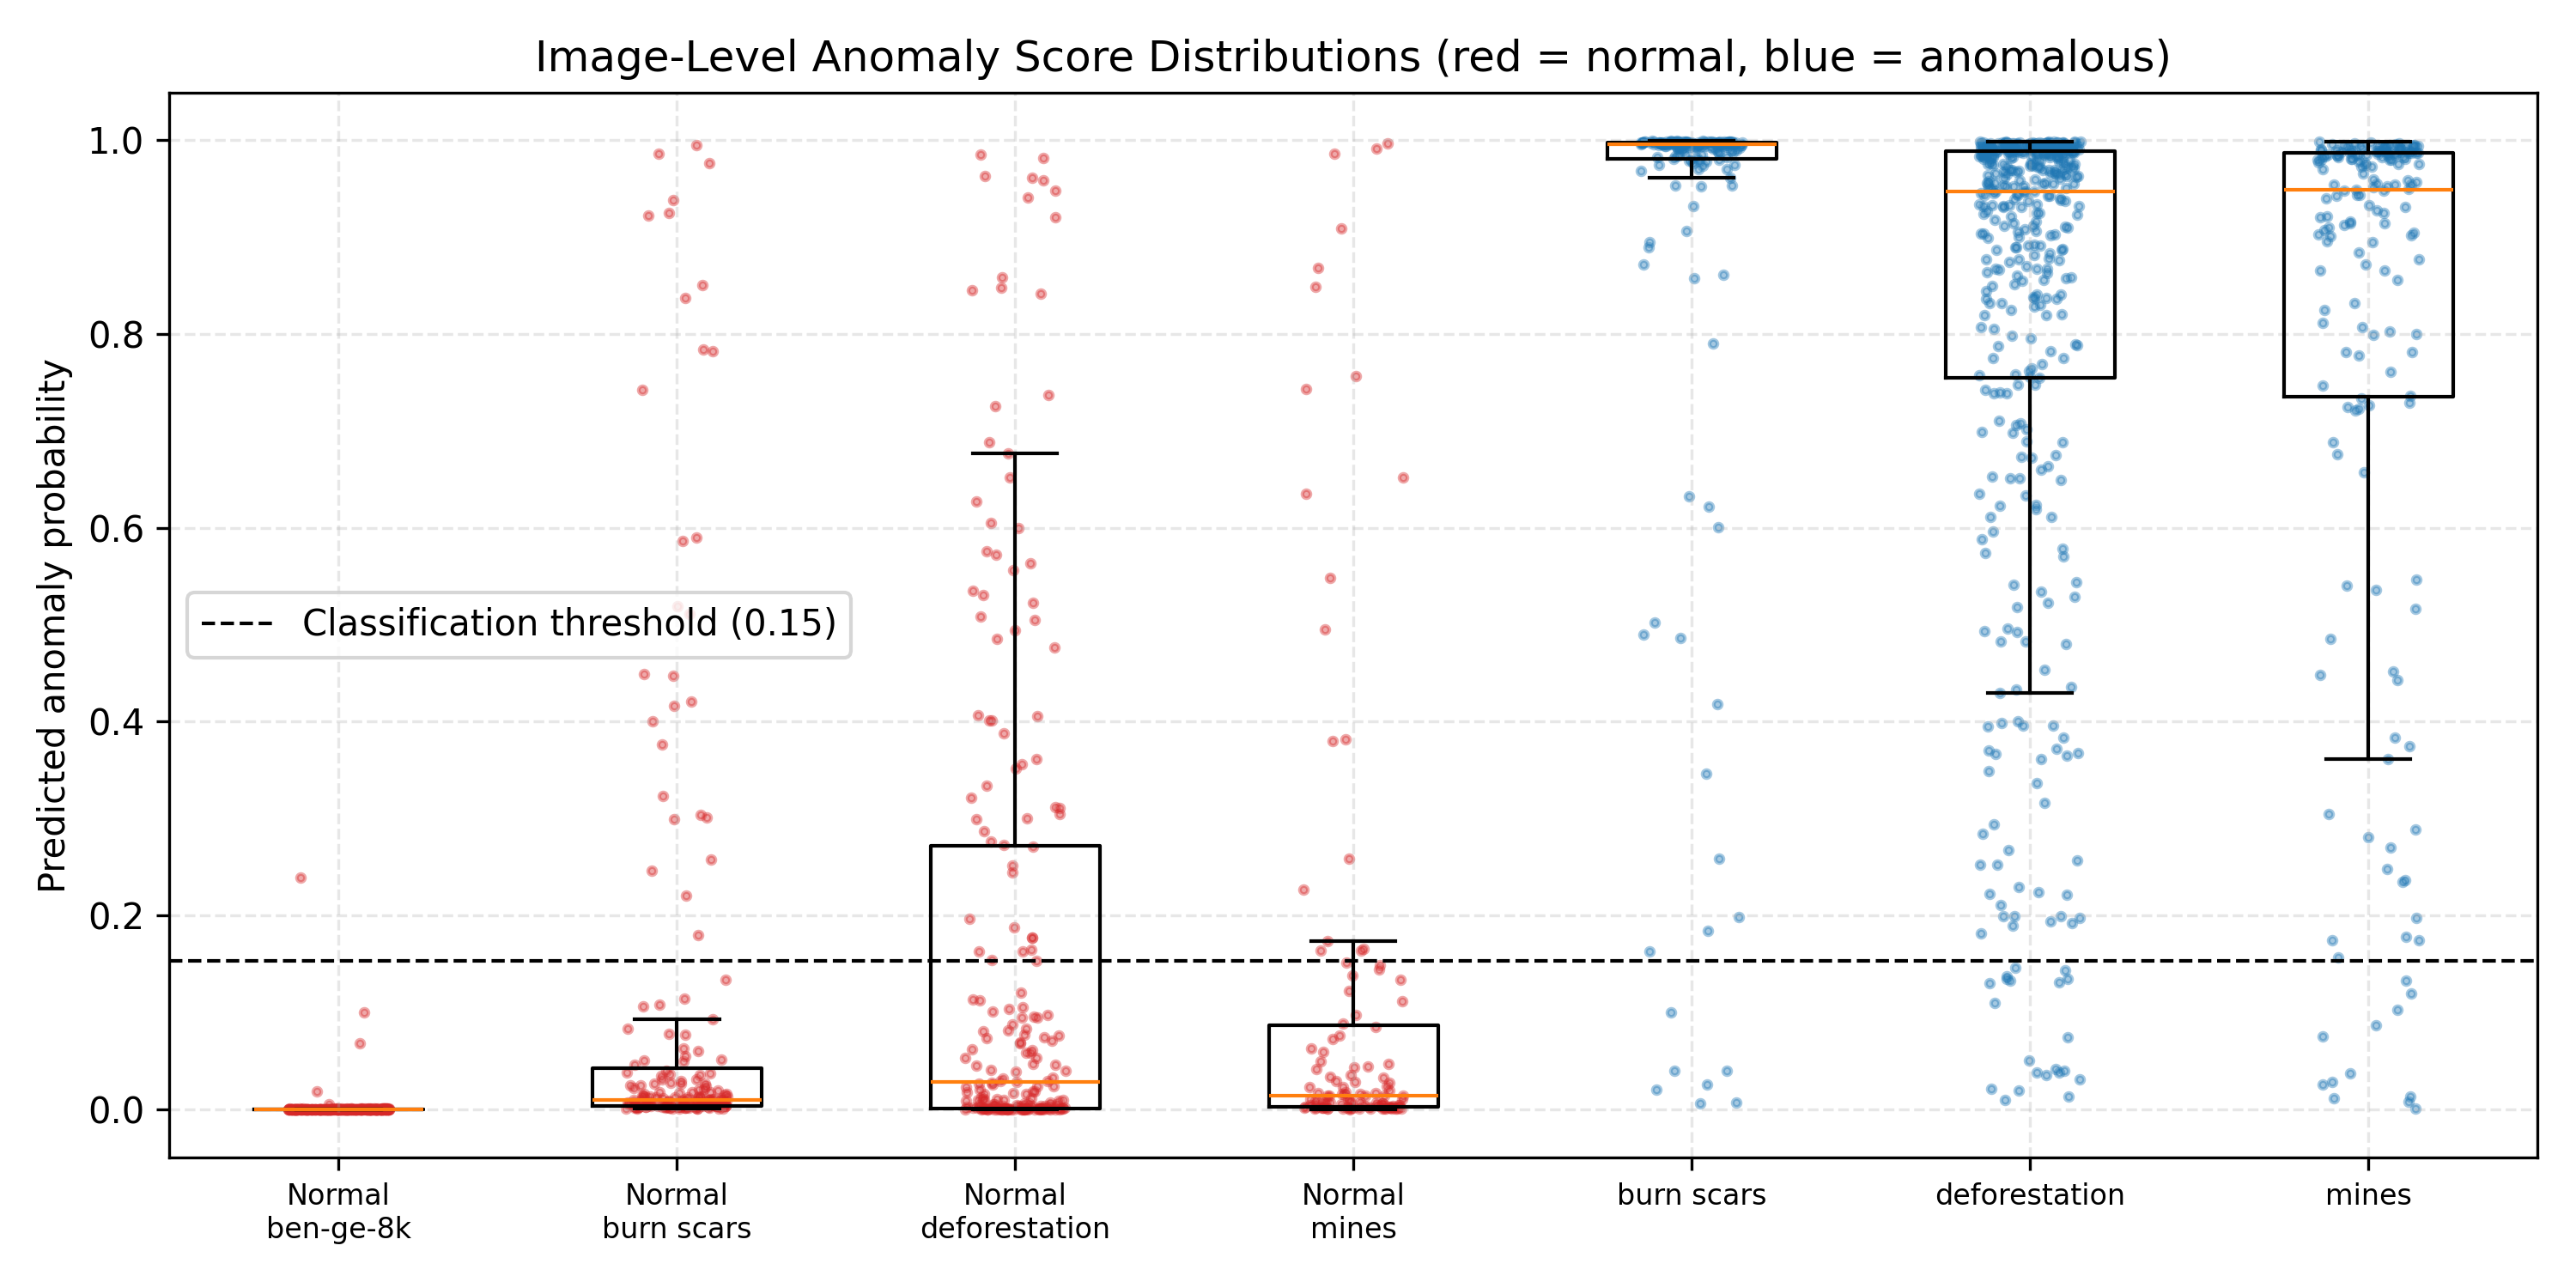 Image-Level Anomaly Score Distributions (red = normal, blue = anomalous)
Predicted anomaly probability
1.0
0.8
0.6
0.4
0.2
0.0
Classification threshold (0.15)
Normal
ben-ge-8k
Normal
burn scars
Normal
deforestation
Normal
mines
burn scars
deforestation
mines